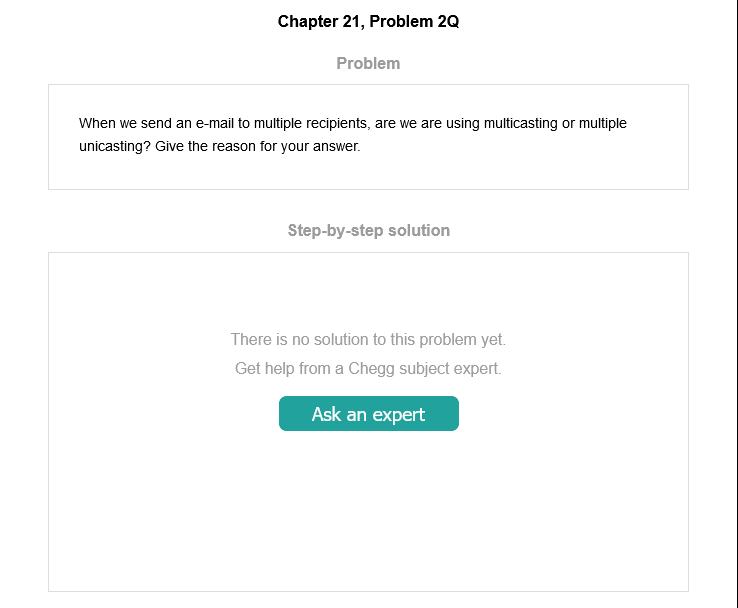 Chapter 21, Problem 2Q
Problem
When we send an e-mail to multiple recipients, are we are using multicasting or multiple
unicasting? Give the reason for your answer.
Step-by-step solution
There is no solution to this problem yet.
Get help from a Chegg subject expert.
Ask an expert